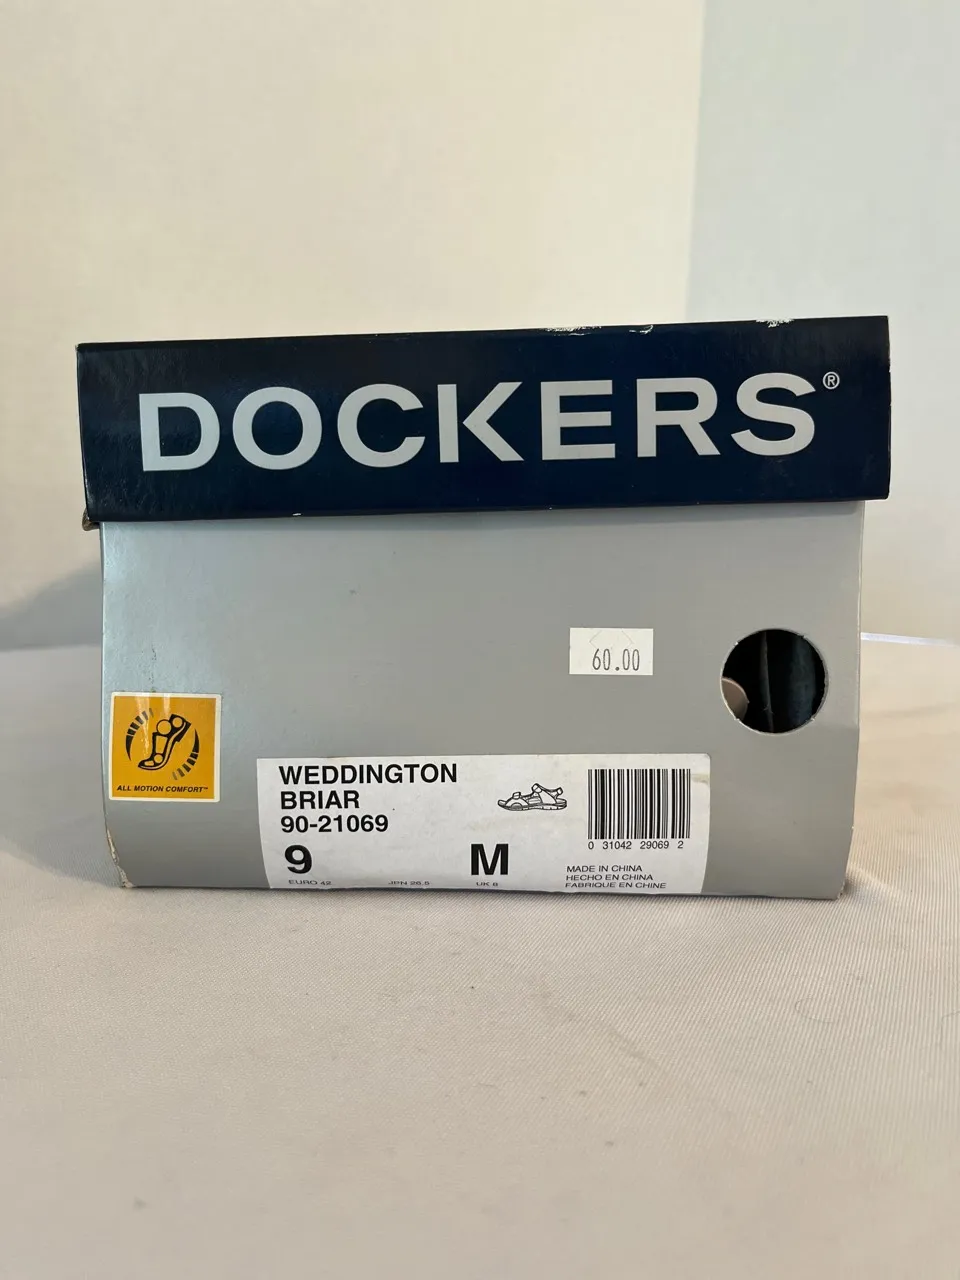 DOCKERS®
60.00
ALL MOTION COMFORT™
WEDDINGTON
BRIAR
90-21069
9 M
EURO 42 JPN 26.5 UK 8
0 31042 29069 2
MADE IN CHINA
HECHO EN CHINA
FABRIQUE EN CHINE